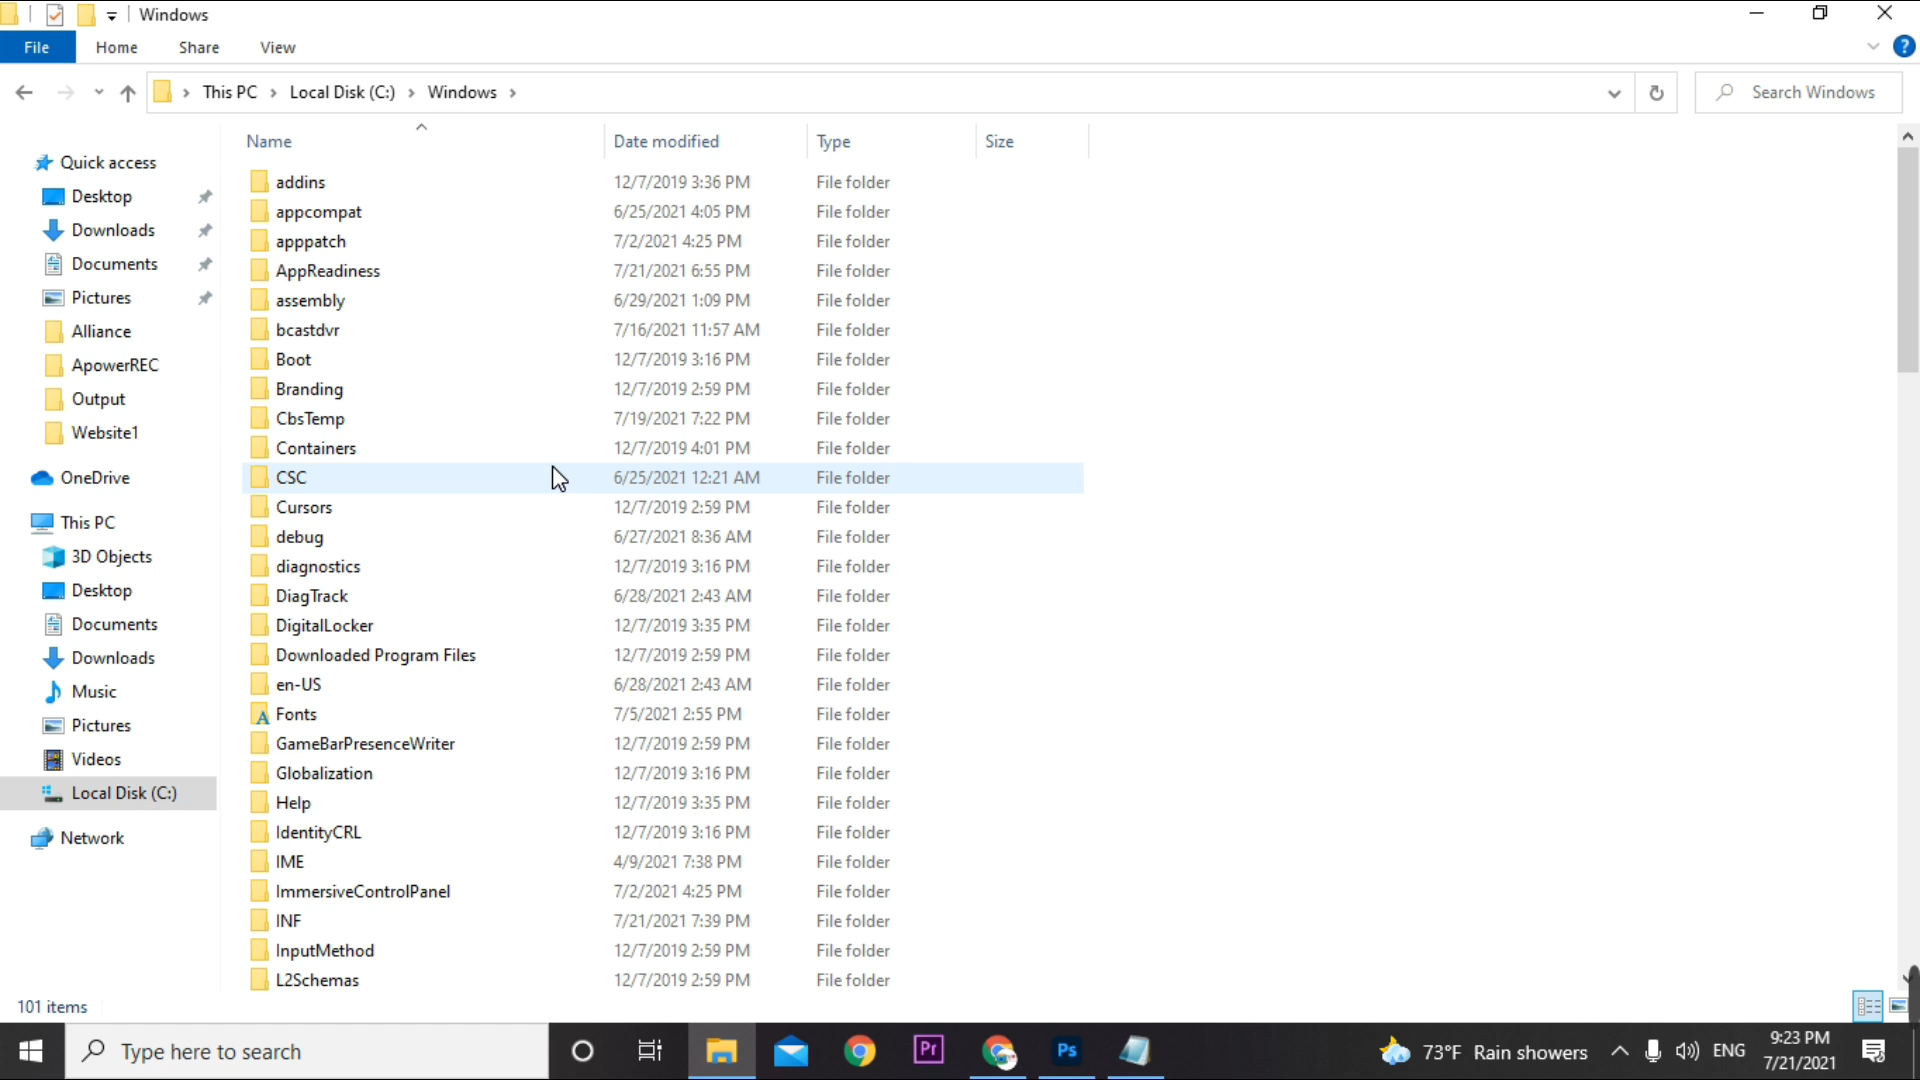 Windows
File Home Share View
This PC > Local Disk (C:) > Windows >
Search Windows
Name Date modified Type Size
Quick access
Desktop
Downloads
Documents
Pictures
Alliance
ApowerREC
Output
Website1
OneDrive
This PC
3D Objects
Desktop
Documents
Downloads
Music
Pictures
Videos
Local Disk (C:)
Network
addins 12/7/2019 3:36 PM File folder
appcompat 6/25/2021 4:05 PM File folder
apppatch 7/2/2021 4:25 PM File folder
AppReadiness 7/21/2021 6:55 PM File folder
assembly 6/29/2021 1:09 PM File folder
bcastdvr 7/16/2021 11:57 AM File folder
Boot 12/7/2019 3:16 PM File folder
Branding 12/7/2019 2:59 PM File folder
CbsTemp 7/19/2021 7:22 PM File folder
Containers 12/7/2019 4:01 PM File folder
CSC 6/25/2021 12:21 AM File folder
Cursors 12/7/2019 2:59 PM File folder
debug 6/27/2021 8:36 AM File folder
diagnostics 12/7/2019 3:16 PM File folder
DiagTrack 6/28/2021 2:43 AM File folder
DigitalLocker 12/7/2019 3:35 PM File folder
Downloaded Program Files 12/7/2019 2:59 PM File folder
en-US 6/28/2021 2:43 AM File folder
Fonts 7/5/2021 2:55 PM File folder
GameBarPresenceWriter 12/7/2019 2:59 PM File folder
Globalization 12/7/2019 3:16 PM File folder
Help 12/7/2019 3:35 PM File folder
IdentityCRL 12/7/2019 3:16 PM File folder
IME 4/9/2021 7:38 PM File folder
ImmersiveControlPanel 7/2/2021 4:25 PM File folder
INF 7/21/2021 7:39 PM File folder
InputMethod 12/7/2019 2:59 PM File folder
L2Schemas 12/7/2019 2:59 PM File folder
101 items
Type here to search
Pr
Ps
73°F Rain showers
ENG
9:23 PM
7/21/2021